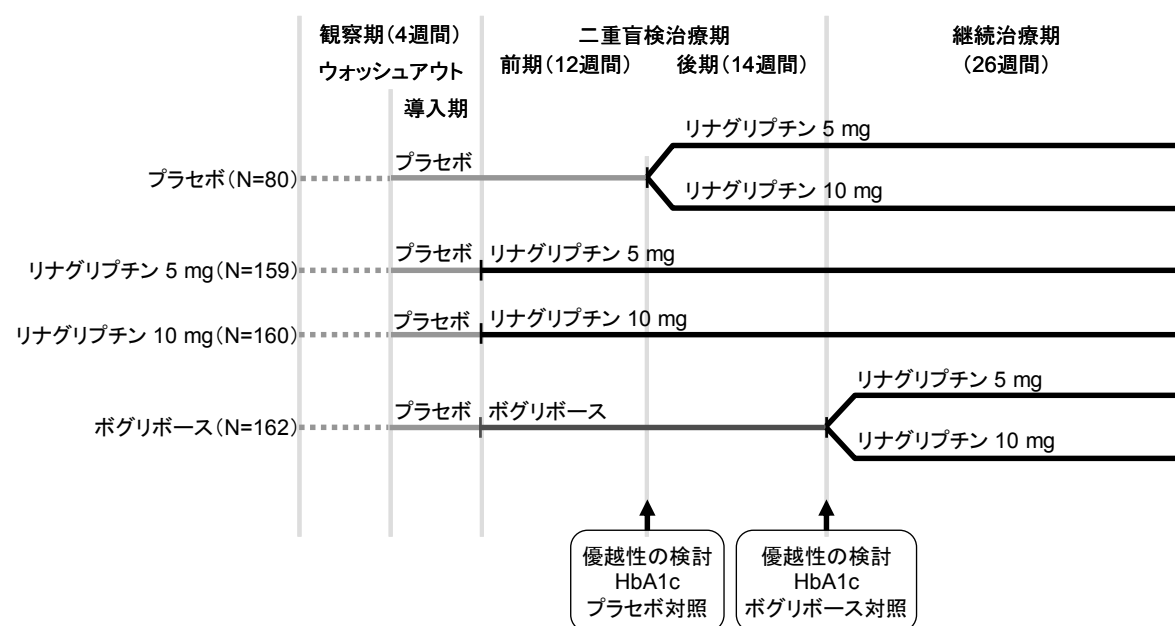 観察期(4週間)
ウォッシュアウト
導入期
二重盲検治療期
前期(12週間)
後期(14週間)
継続治療期
(26週間)
プラセボ(N=80)
プラセボ
リナグリプチン 5 mg
リナグリプチン 10 mg
リナグリプチン 5 mg(N=159)
プラセボ
リナグリプチン 5 mg
リナグリプチン 10 mg(N=160)
プラセボ
リナグリプチン 10 mg
ボグリボース(N=162)
プラセボ
ボグリボース
リナグリプチン 5 mg
リナグリプチン 10 mg
優越性の検討
HbA1c
プラセボ対照
優越性の検討
HbA1c
ボグリボース対照